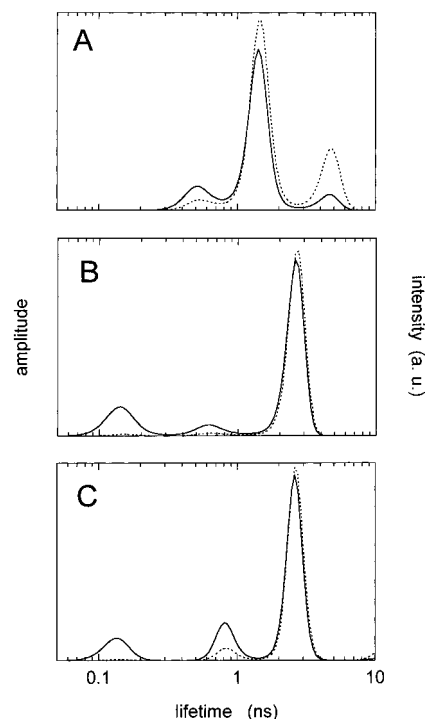 A
B
C
amplitude
intensity (a. u.)
0.1 1 10
lifetime (ns)